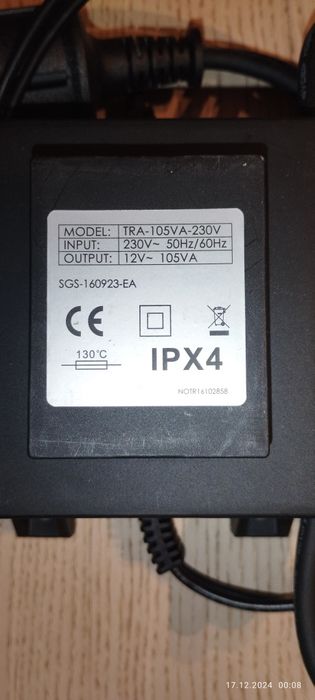 MODEL: TRA-105VA-230V
INPUT: 230V~ 50Hz/60Hz
OUTPUT: 12V~ 105VA
SGS-160923-EA
CE
130℃
IPX4
NOTR16102858
17.12.2024 00:08